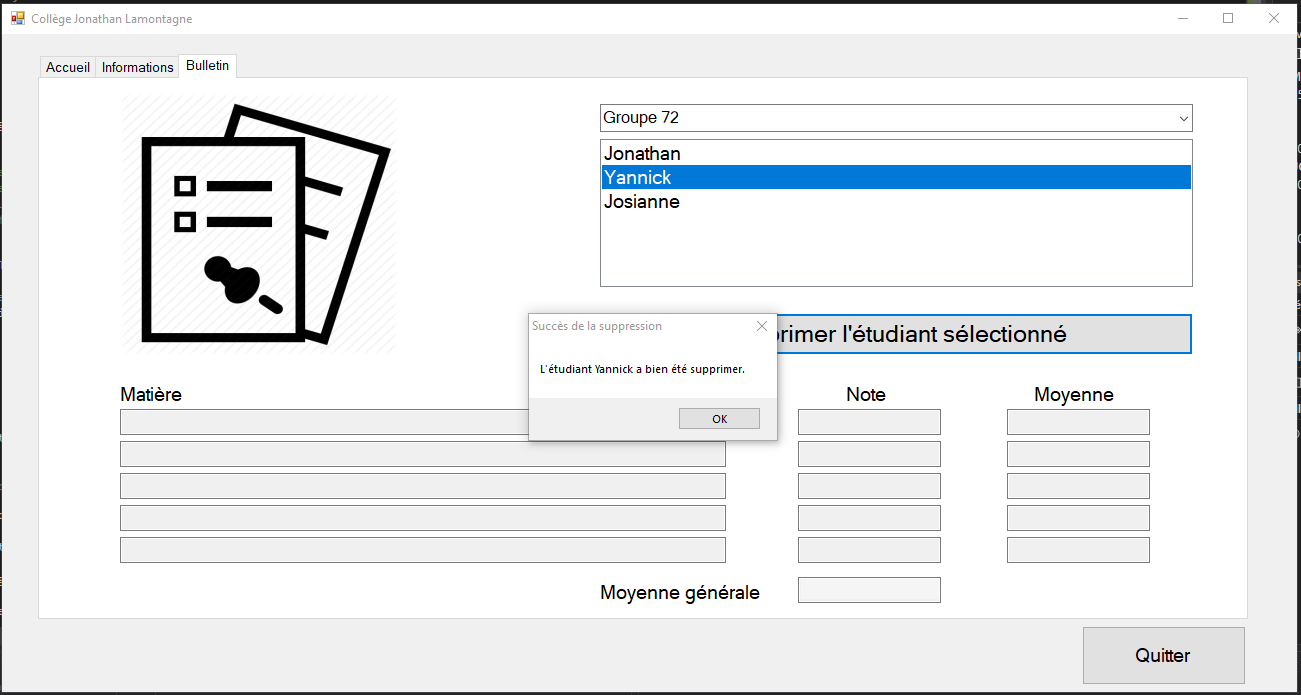 Collège Jonathan Lamontagne
Accueil
Informations
Bulletin
Groupe 72
Jonathan
Yannick
Josianne
l'étudiant sélectionné
Succès de la suppression
L'étudiant Yannick a bien été supprimer.
OK
Matière
Note
Moyenne
Moyenne générale
Quitter